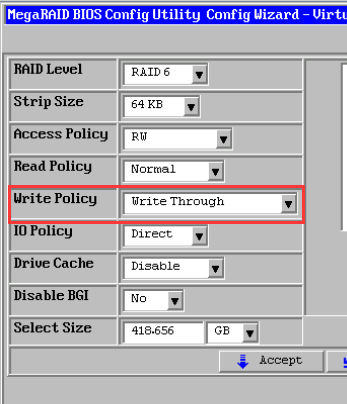 MegaRAID BIOS Config Utility Config Wizard - Virtu
RAID Level RAID 6
Strip Size 64 KB
Access Policy RW
Read Policy Normal
Write Policy Write Through
IO Policy Direct
Drive Cache Disable
Disable BGI No
Select Size 418.656 GB
Accept